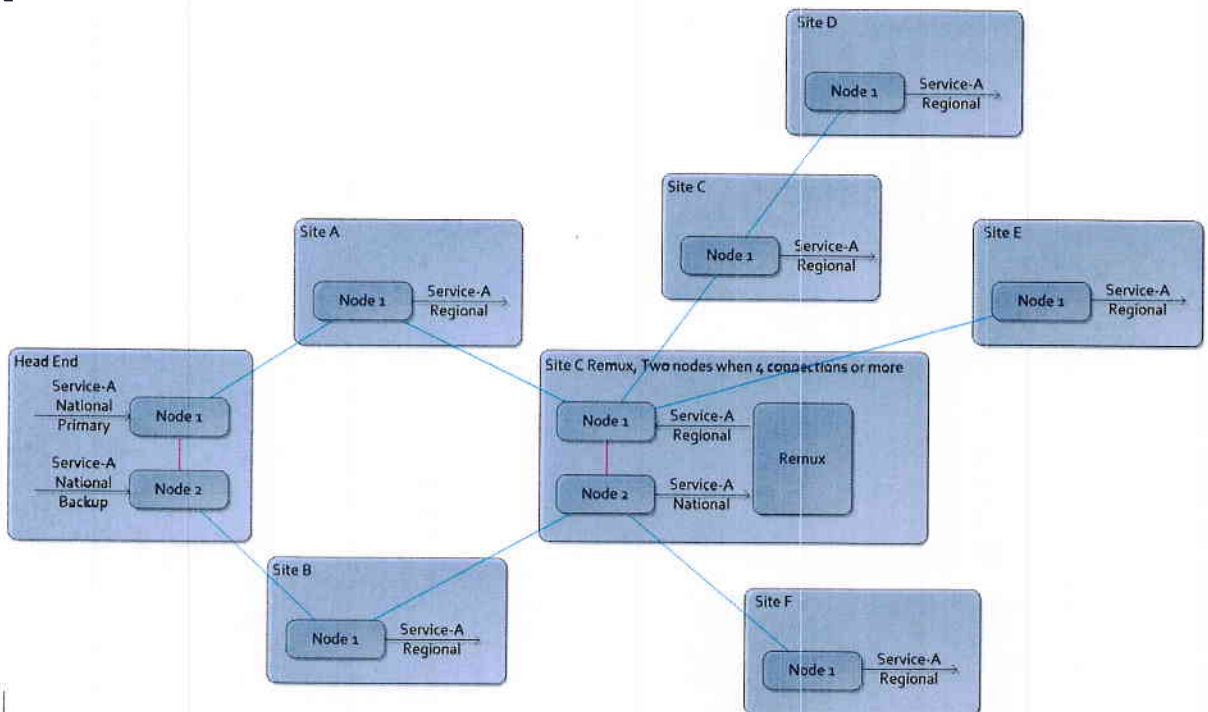 Site D
Node 1
Service-A
Regional
Site C
Node 1
Service-A
Regional
Site A
Node 1
Service-A
Regional
Site E
Node 1
Service-A
Regional
Head End
Service-A
National
Primary
Node 1
Service-A
National
Backup
Node 2
Site C Remux, Two nodes when 4 connections or more
Node 1
Service-A
Regional
Remux
Node 2
Service-A
National
Site B
Node 1
Service-A
Regional
Site F
Node 1
Service-A
Regional